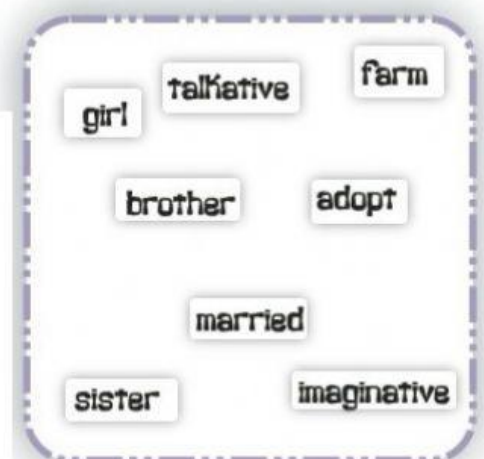 farm
talkative
girl
brother
adopt
married
sister
imaginative